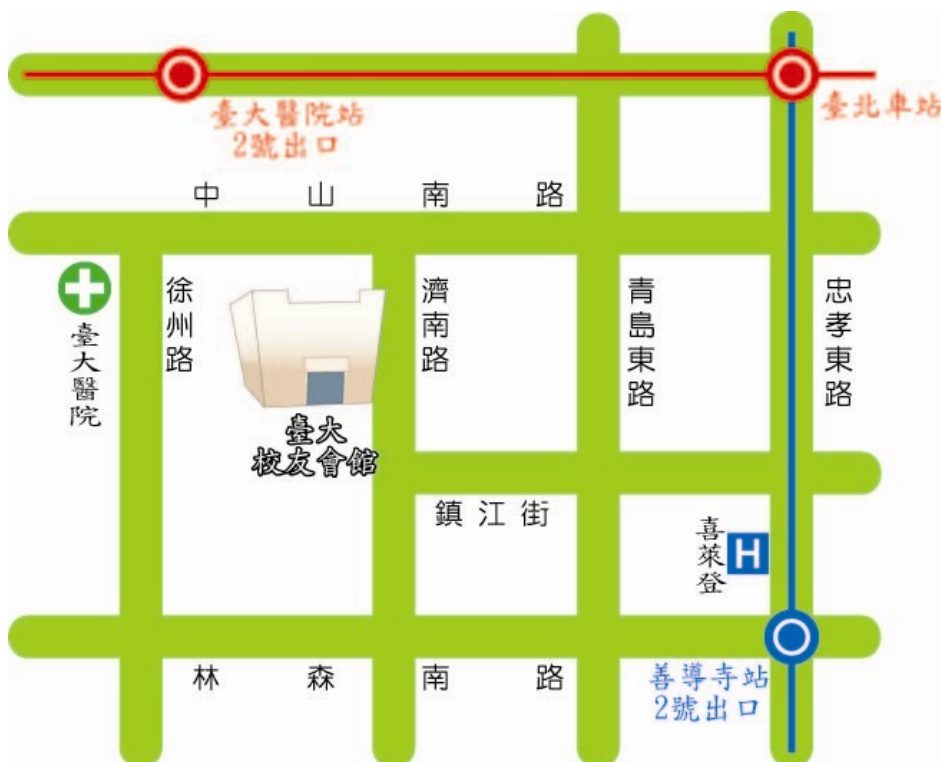 臺大醫院站
2號出口
臺北車站
中山南路
臺大醫院
徐州路
濟南路
青島東路
忠孝東路
臺大
校友會館
鎮江街
喜萊登
H
林森南路
善導寺站
2號出口